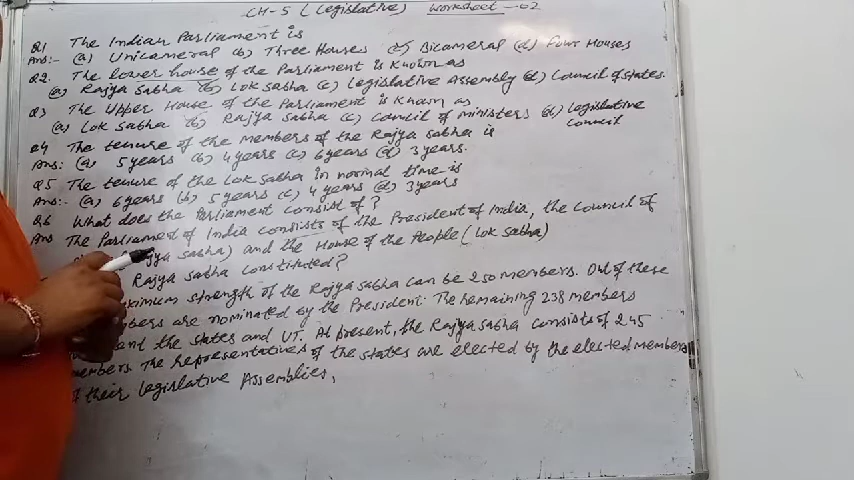 CH-5 (Legislative) Worksheet-02
Q1 The Indian Parliament is
Ans:- (a) Unicameral (b) Three Houses (c) Bicameral (d) Four Houses
Q2. The lower house of the Parliament is Known as
(a) Rajya Sabha (b) Lok Sabha (c) Legislative Assembly (d) Council of states.
Q3 The Upper House of the Parliament is Known as
(a) Lok Sabha (b) Rajya Sabha (c) Council of ministers (d) Legislative Council
Q4 The tenure of the members of the Rajya Sabha is
Ans: (a) 5 years (b) 4 years (c) 6 years (d) 3 years.
Q5 The tenure of the Lok Sabha in normal time is
Ans:- (a) 6 years (b) 5 years (c) 4 years (d) 3 years
Q6 What does the Parliament consist of?
Ans The Parliament of India consists of the President of India, the Council of
Sabha) and the House of the People (Lok Sabha)
Rajya Sabha constituted?
strength of the Rajya Sabha can be 250 members. Out of these
are nominated by the President. The remaining 238 members
the states and UT. At present, the Rajya Sabha consists of 245
members. The representatives of the states are elected by the elected members
of their Legislative Assemblies,